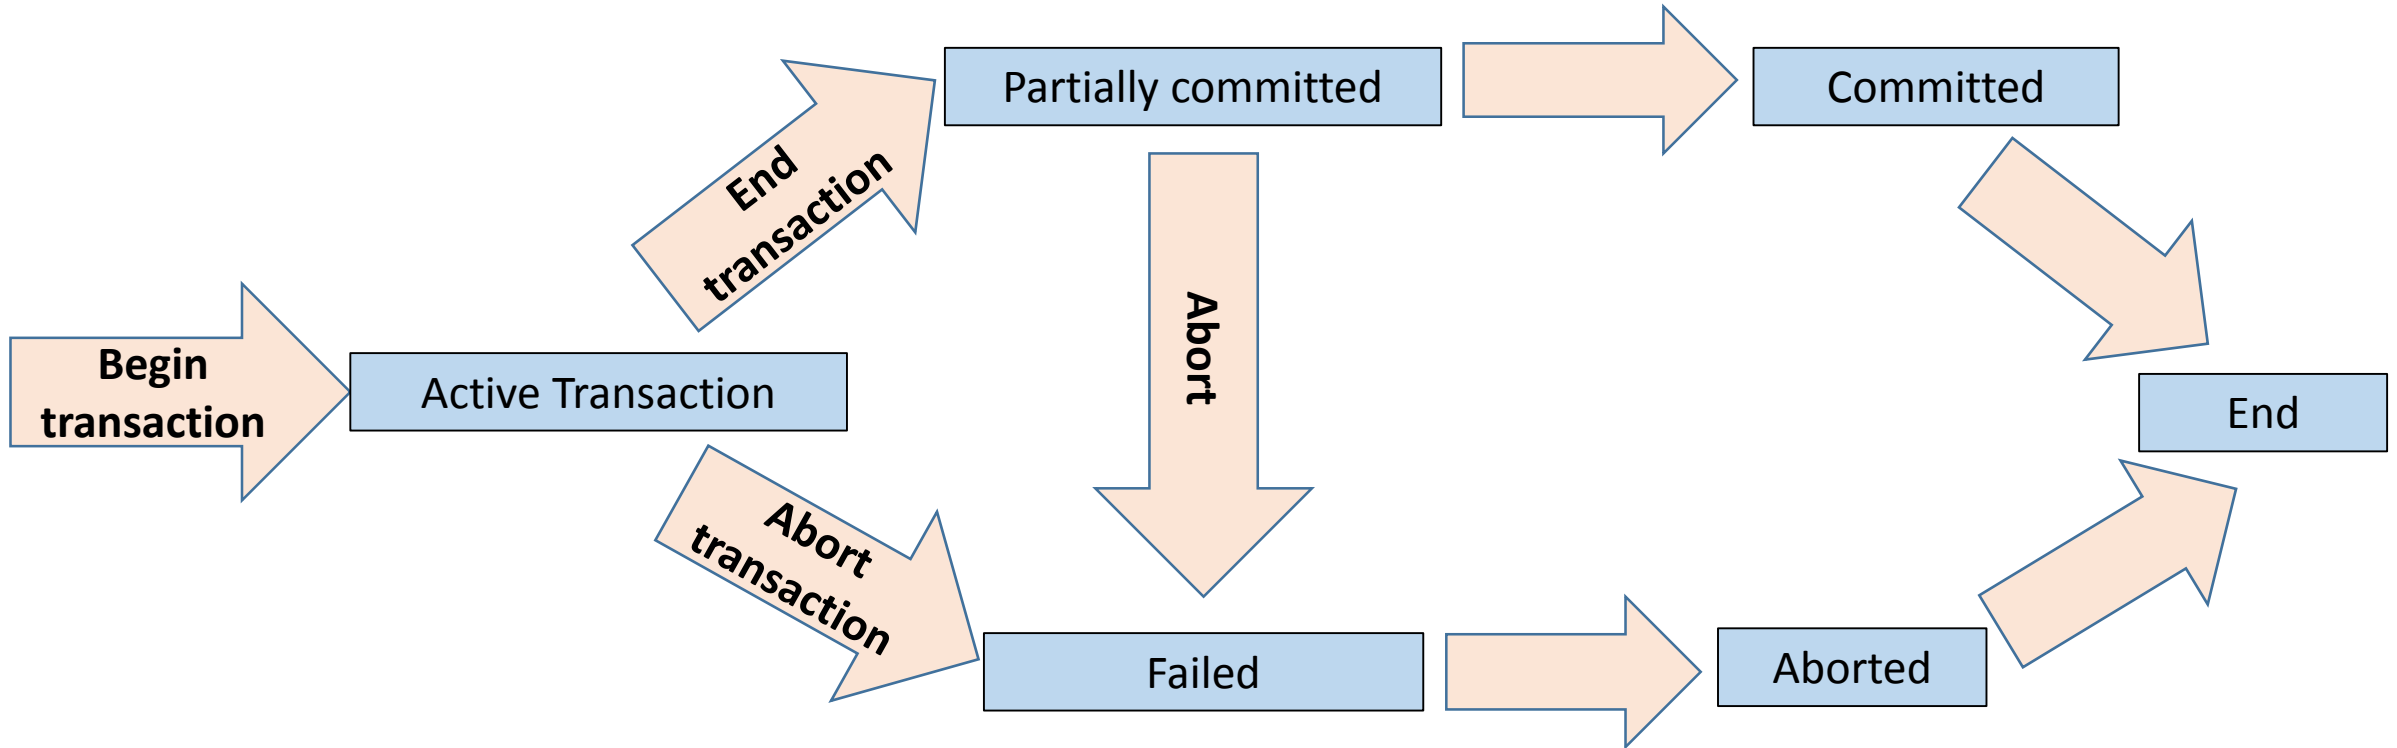 Partially committed
Committed
End
transaction
Begin
transaction
Active Transaction
Abort
End
Abort
transaction
Failed
Aborted